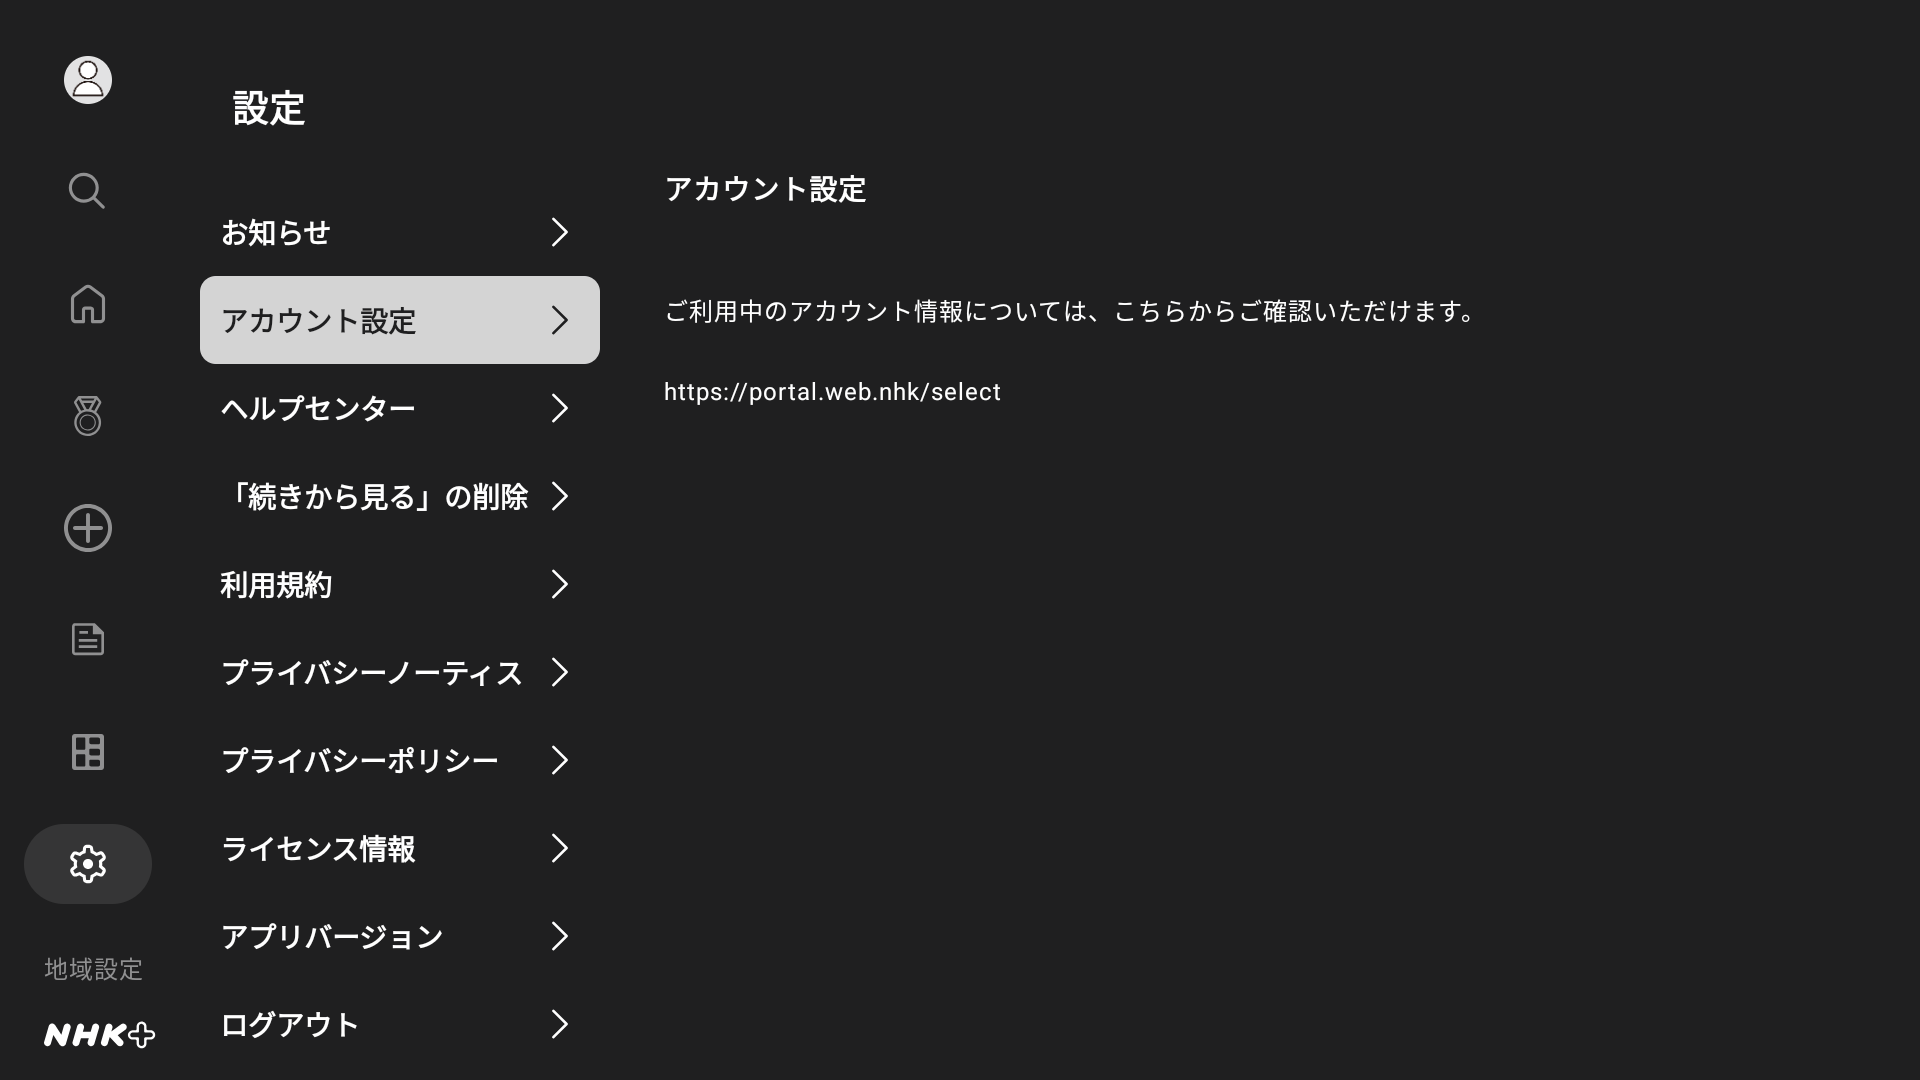 設定
お知らせ
アカウント設定
ヘルプセンター
「続きから見る」の削除
利用規約
プライバシーノーティス
プライバシーポリシー
ライセンス情報
アプリバージョン
ログアウト
地域設定
NHK+
アカウント設定
ご利用中のアカウント情報については、こちらからご確認いただけます。
https://portal.web.nhk/select